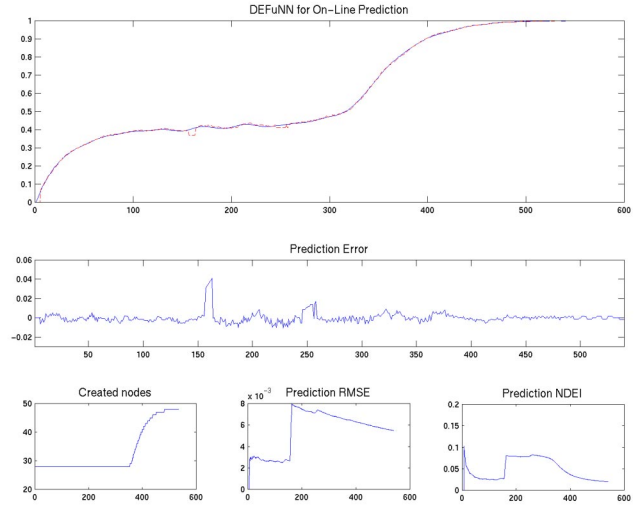 DEFuNN for On-Line Prediction
1
0.9
0.8
0.7
0.6
0.5
0.4
0.3
0.2
0.1
0
0 100 200 300 400 500 600
Prediction Error
0.06
0.04
0.02
0
−0.02
50 100 150 200 250 300 350 400 450 500
Created nodes
50
40
30
20
0 200 400 600
Prediction RMSE
x 10⁻³
8
6
4
2
0
0 200 400 600
Prediction NDEI
0.2
0.15
0.1
0.05
0
0 200 400 600